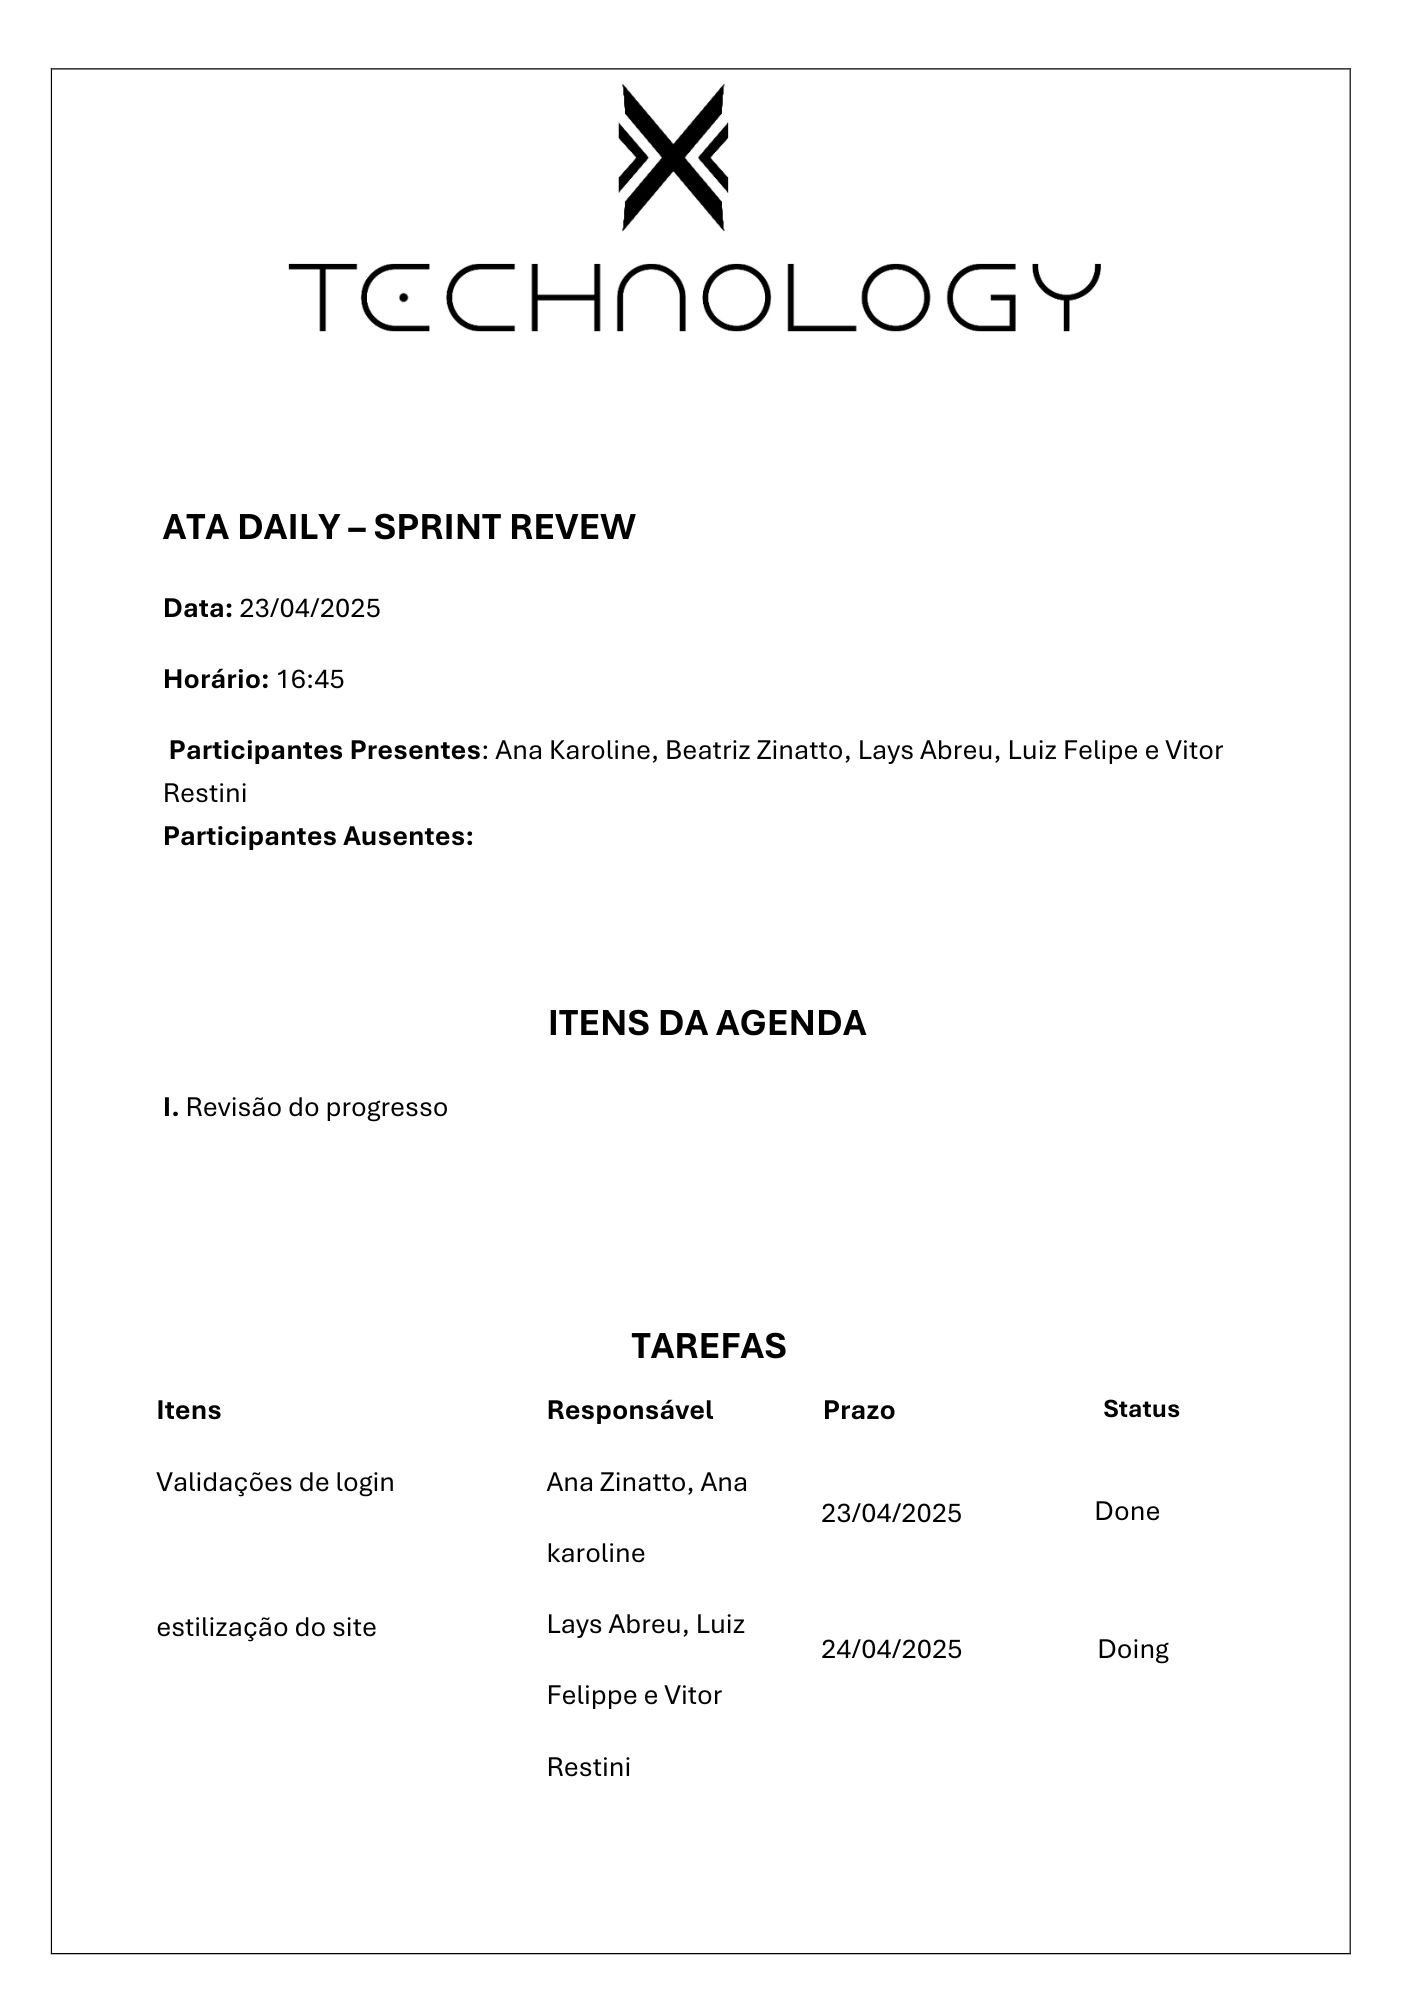 X
TECHNOLOGY
ATA DAILY – SPRINT REVEW
Data: 23/04/2025
Horário: 16:45
Participantes Presentes: Ana Karoline, Beatriz Zinatto, Lays Abreu, Luiz Felipe e Vitor
Restini
Participantes Ausentes:
ITENS DA AGENDA
I. Revisão do progresso
TAREFAS
Itens Responsável Prazo Status
Validações de login Ana Zinatto, Ana
23/04/2025 Done
karoline
estilização do site Lays Abreu, Luiz
24/04/2025 Doing
Felippe e Vitor
Restini